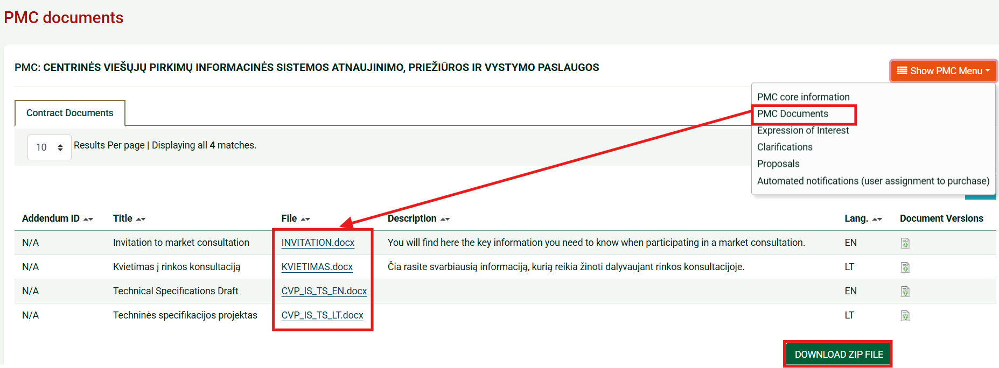 PMC documents
PMC: CENTRINĖS VIEŠŲJŲ PIRKIMŲ INFORMACINĖS SISTEMOS ATNAUJINIMO, PRIEŽIŪROS IR VYSTYMO PASLAUGOS
Show PMC Menu
PMC core information
PMC Documents
Expression of Interest
Clarifications
Proposals
Automated notifications (user assignment to purchase)
Contract Documents
10 Results Per page | Displaying all 4 matches.
Addendum ID Title File Description Lang. Document Versions
N/A Invitation to market consultation INVITATION.docx You will find here the key information you need to know when participating in a market consultation. EN
N/A Kvietimas į rinkos konsultaciją KVIETIMAS.docx Čia rasite svarbiausią informaciją, kurią reikia žinoti dalyvaujant rinkos konsultacijoje. LT
N/A Technical Specifications Draft CVP_IS_TS_EN.docx EN
N/A Techninės specifikacijos projektas CVP_IS_TS_LT.docx LT
DOWNLOAD ZIP FILE